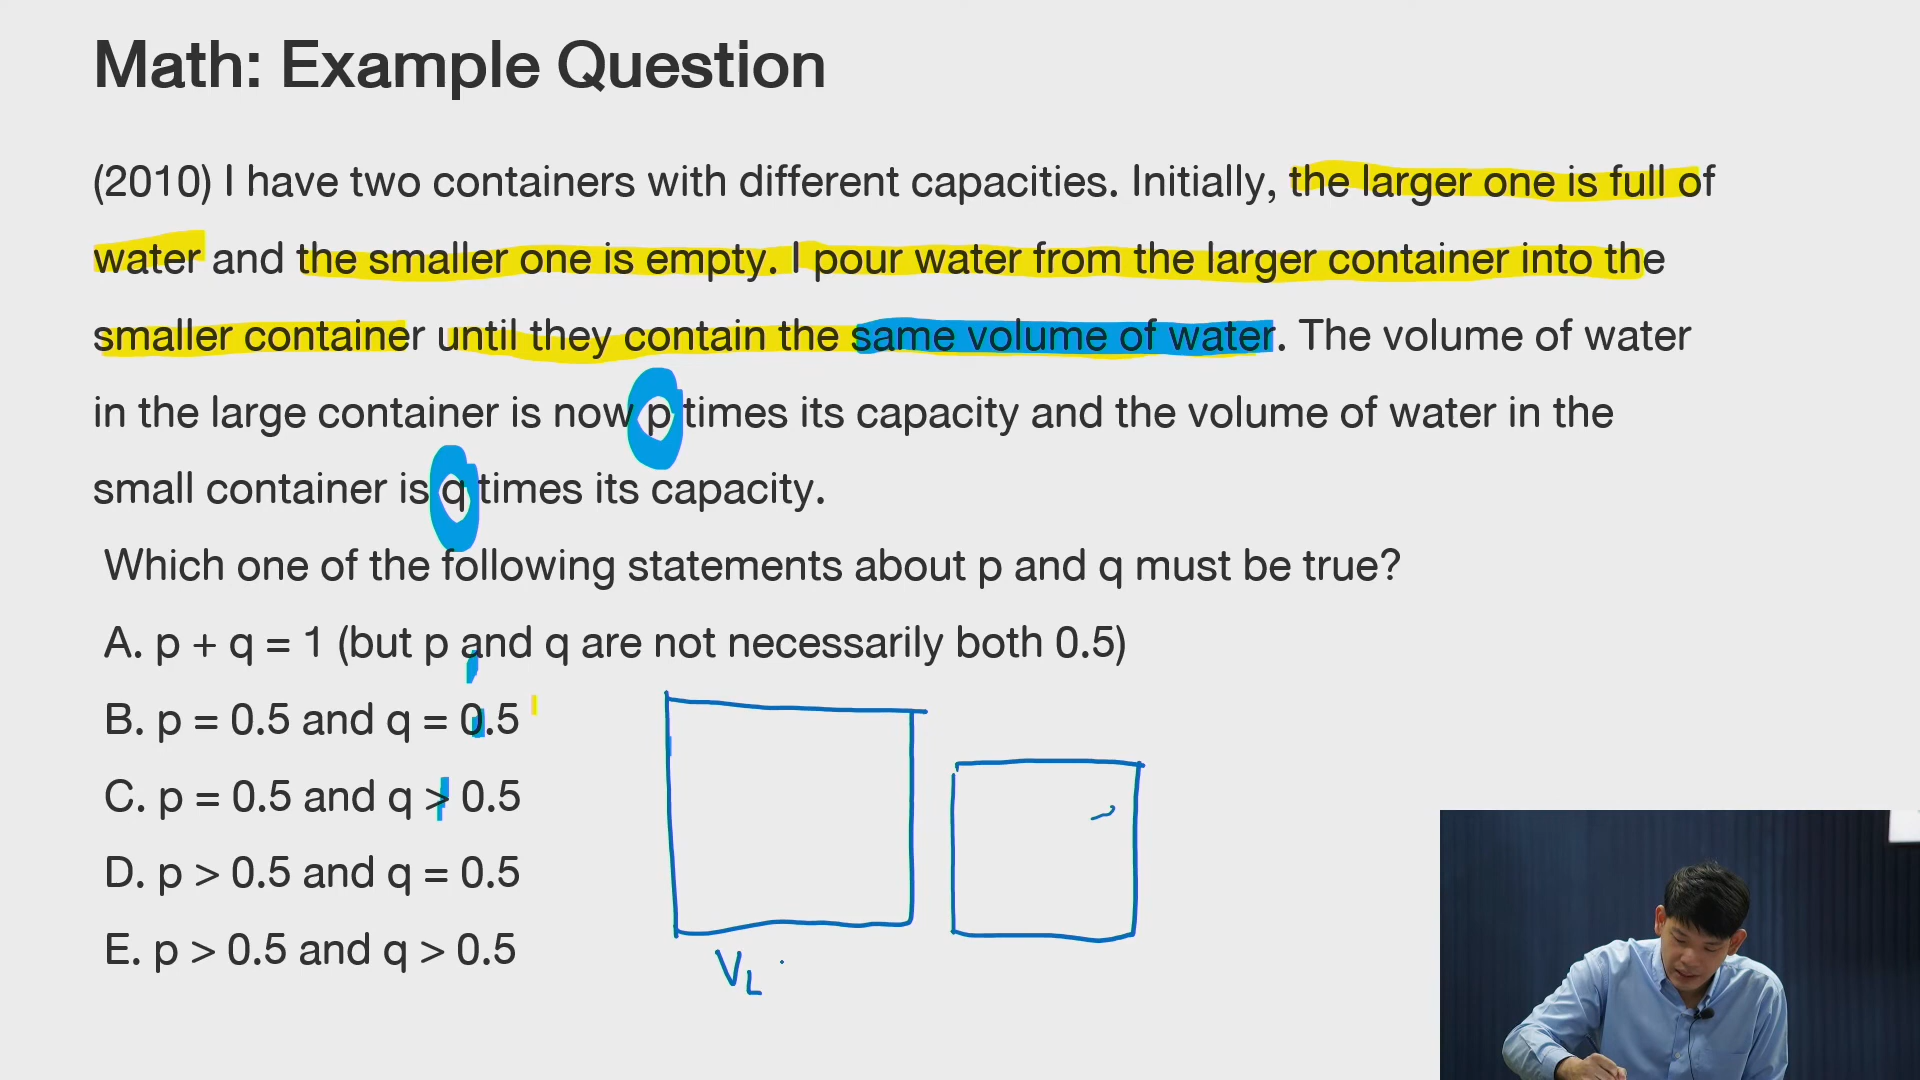 Math: Example Question
(2010) I have two containers with different capacities. Initially, the larger one is full of
water and the smaller one is empty. I pour water from the larger container into the
smaller container until they contain the same volume of water. The volume of water
in the large container is now p times its capacity and the volume of water in the
small container is q times its capacity.
Which one of the following statements about p and q must be true?
A. p + q = 1 (but p and q are not necessarily both 0.5)
B. p = 0.5 and q = 0.5
C. p = 0.5 and q > 0.5
D. p > 0.5 and q = 0.5
E. p > 0.5 and q > 0.5
VL